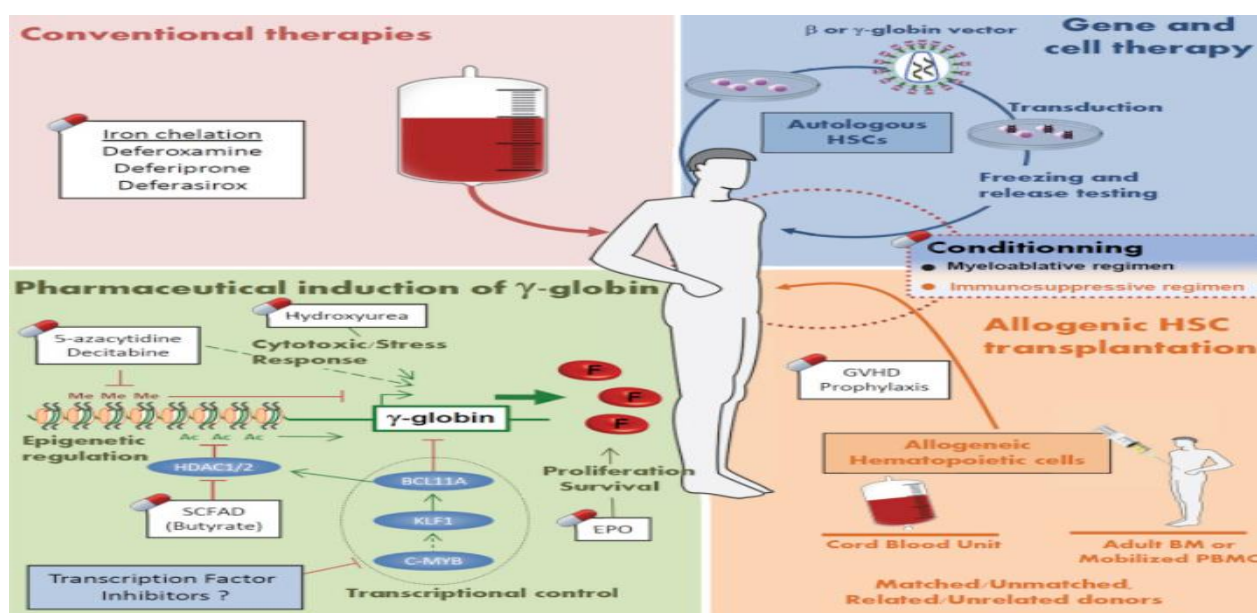 Conventional therapies
Iron chelation
Deferoxamine
Deferiprone
Deferasirox
Gene and
cell therapy
β or γ-globin vector
Transduction
Autologous
HSCs
Freezing and
release testing
Conditionning
● Myeloablative regimen
● Immunosuppressive regimen
Pharmaceutical induction of γ-globin
Hydroxyurea
5-azacytidine
Decitabine
Cytotoxic/Stress
Response
Me Me Me
γ-globin
F
F
F
Ac Ac Ac
Epigenetic
regulation
HDAC1/2
BCL11A
Proliferation
Survival
SCFAD
(Butyrate)
KLF1
EPO
C-MYB
Transcription Factor
Inhibitors ?
Transcriptional control
Allogenic HSC
transplantation
GVHD
Prophylaxis
Allogeneic
Hematopoietic cells
Cord Blood Unit
Adult BM or
Mobilized PBMC
Matched/Unmatched,
Related/Unrelated donors